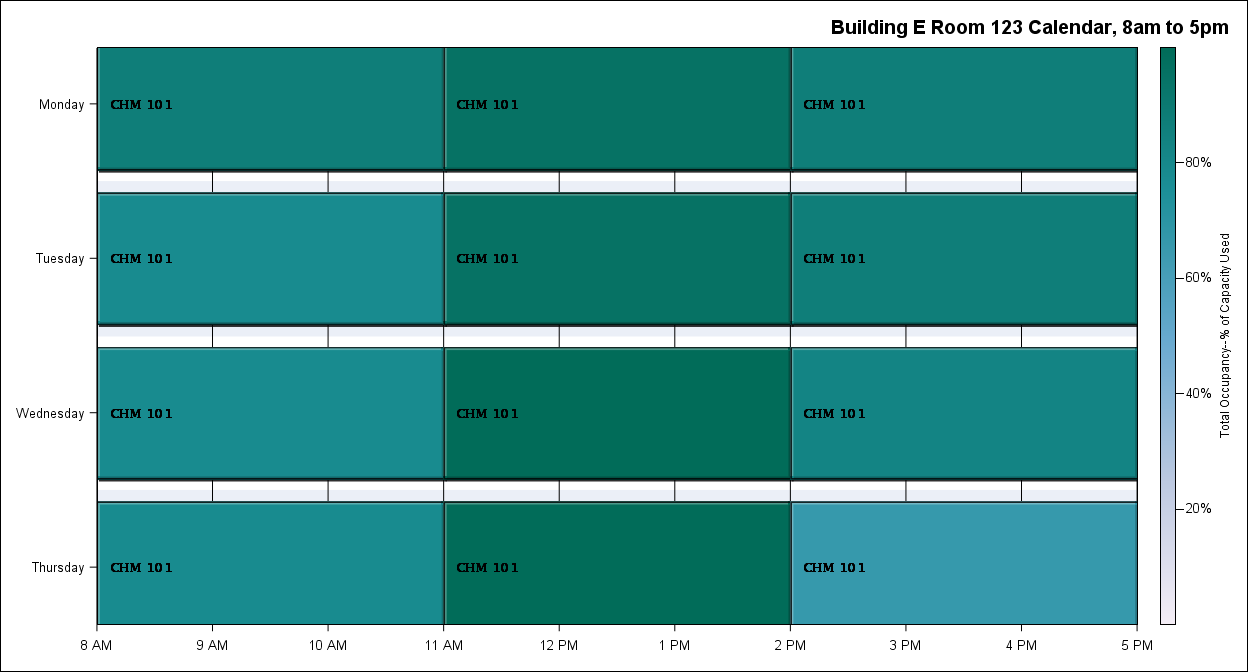 Building E Room 123 Calendar, 8am to 5pm
Monday
CHM 101
CHM 101
CHM 101
80%
Tuesday
CHM 101
CHM 101
CHM 101
60%
Total Occupancy--% of Capacity Used
40%
Wednesday
CHM 101
CHM 101
CHM 101
20%
Thursday
CHM 101
CHM 101
CHM 101
8 AM
9 AM
10 AM
11 AM
12 PM
1 PM
2 PM
3 PM
4 PM
5 PM